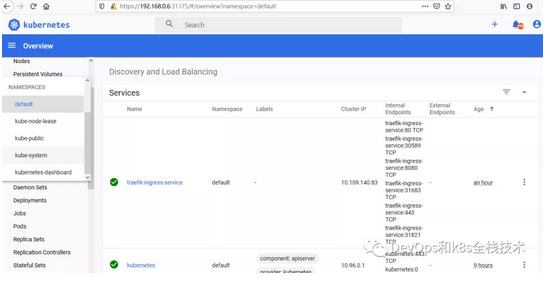 https://192.168.0.6:31175/#/overview?namespace=default
kubernetes
Search
Overview
Nodes
Persistent Volumes
NAMESPACES
default
kube-node-lease
kube-public
kube-system
kubernetes-dashboard
Daemon Sets
Deployments
Jobs
Pods
Replica Sets
Replication Controllers
Stateful Sets
Discovery and Load Balancing
Services
Name Namespace Labels Cluster IP Internal Endpoints External Endpoints Age
traefik-ingress-service default - 10.109.140.83
traefik-ingress-
service:80 TCP
traefik-ingress-
service:30589
TCP
traefik-ingress-
service:8080
TCP
traefik-ingress-
service:31683
TCP
traefik-ingress-
service:443
TCP
traefik-ingress-
service:31821
TCP
- an hour
kubernetes default
component: apiserver
provider: kubernetes
10.96.0.1
kubernetes:443
TCP
kubernetes:0
- 9 hours
DevOps和k8s全栈技术